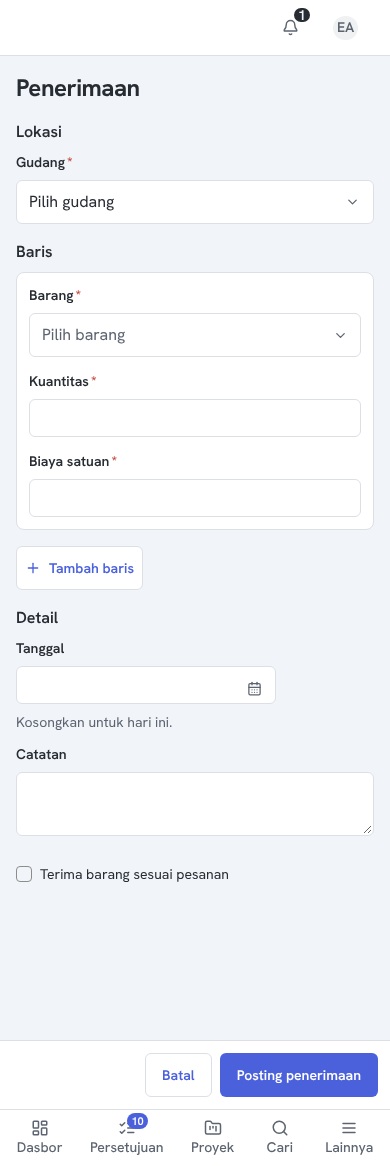 1
EA
Penerimaan
Lokasi
Gudang*
Pilih gudang
Baris
Barang*
Pilih barang
Kuantitas*
Biaya satuan*
Tambah baris
Detail
Tanggal
Kosongkan untuk hari ini.
Catatan
Terima barang sesuai pesanan
Batal
Posting penerimaan
10
Dasbor
Persetujuan
Proyek
Cari
Lainnya